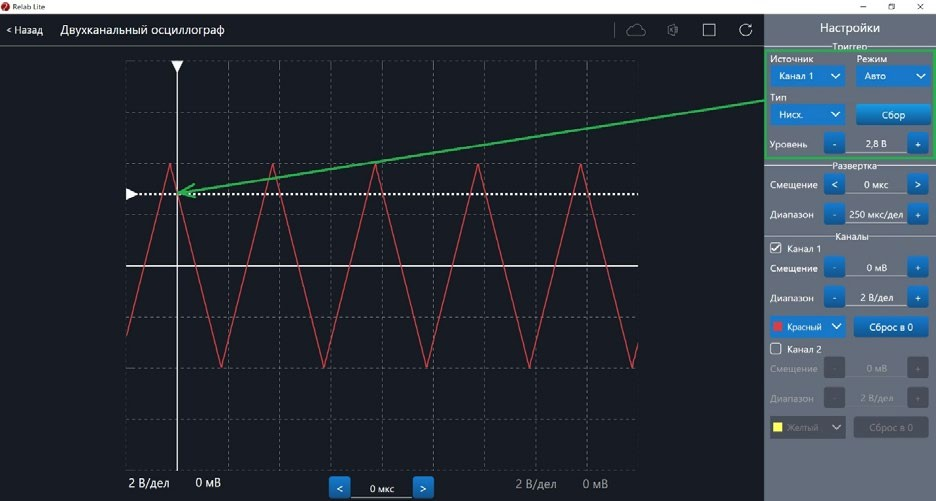 Relab Lite
< Назад
Двухканальный осциллограф
Настройки
Триггер
Источник
Режим
Канал 1
Авто
Тип
Нисх.
Сбор
Уровень
-
2,8 В
+
Развертка
Смещение
<
0 мкс
>
Диапазон
-
250 мкс/дел
+
Каналы
Канал 1
Смещение
-
0 мВ
+
Диапазон
-
2 В/дел
+
Красный
Сброс в 0
Канал 2
Смещение
-
0 мВ
+
Диапазон
-
2 В/дел
+
Желтый
Сброс в 0
2 В/дел
0 мВ
<
0 мкс
>
2 В/дел
0 мВ